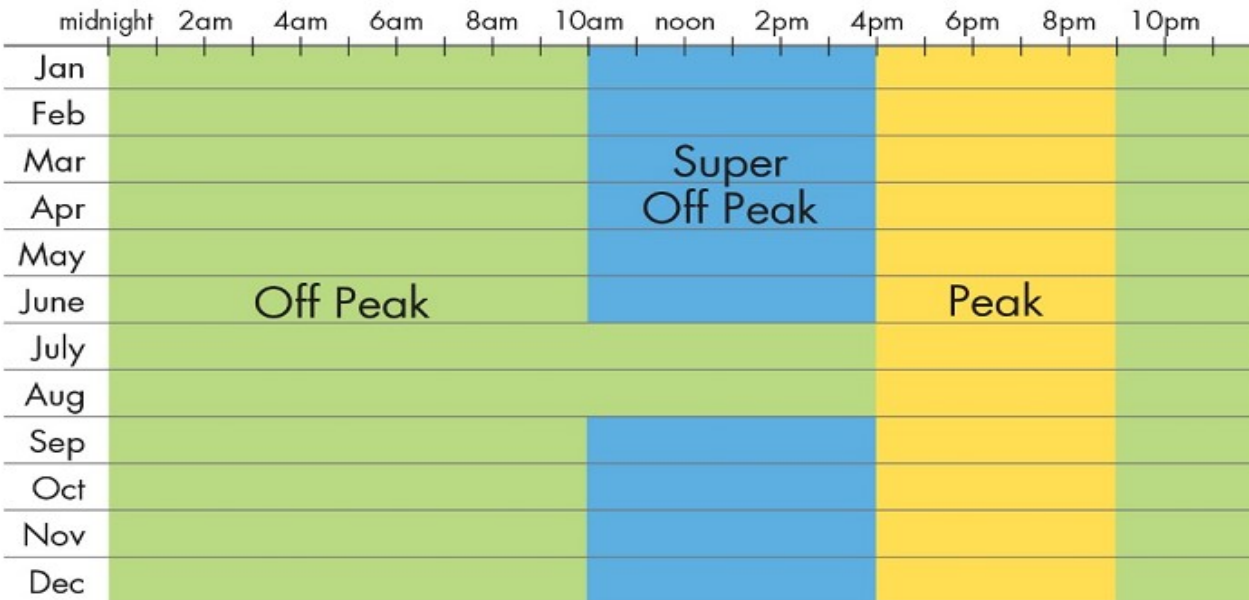 midnight 2am 4am 6am 8am 10am noon 2pm 4pm 6pm 8pm 10pm
Jan
Feb
Mar
Super
Apr
Off Peak
May
June
Off Peak
Peak
July
Aug
Sep
Oct
Nov
Dec